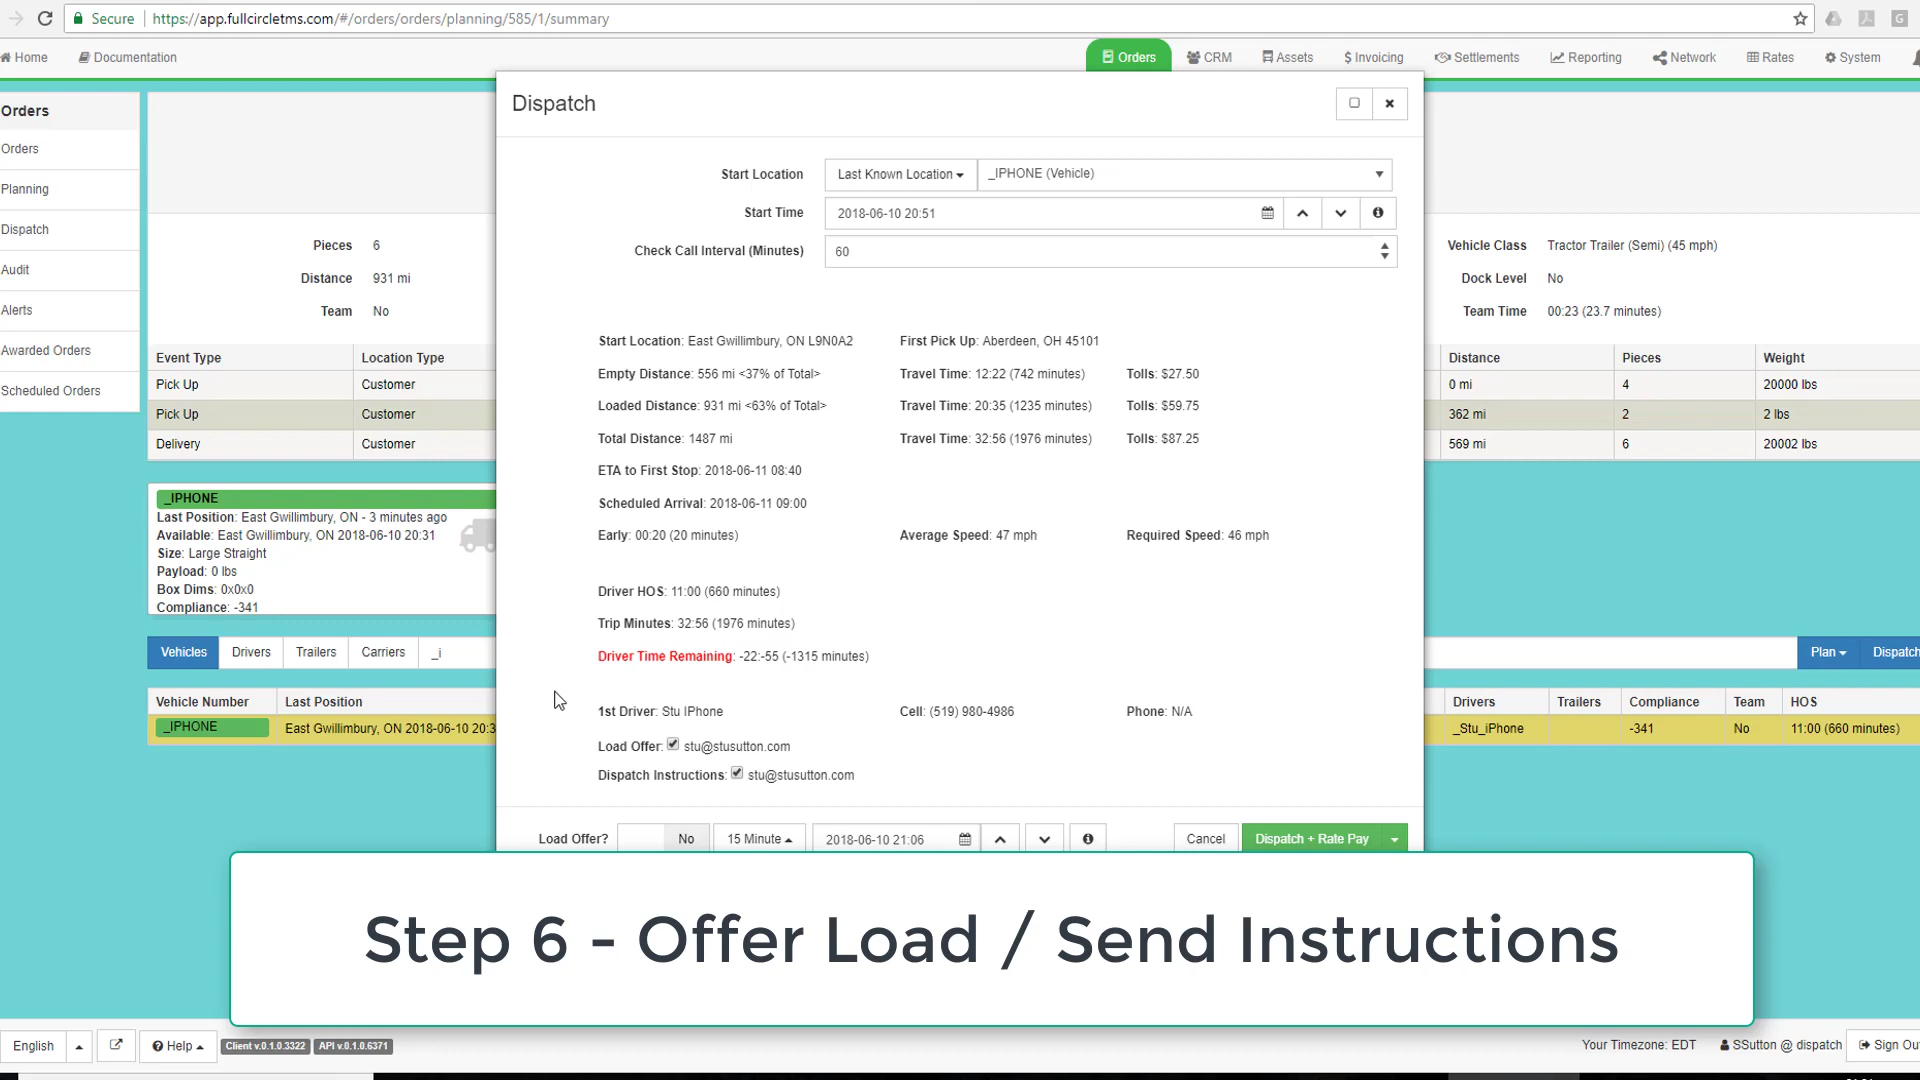 Secure https://app.fullcircletms.com/#/orders/orders/planning/585/1/summary
Home Documentation Orders CRM Assets Invoicing Settlements Reporting Network Rates System
Orders
Orders
Planning
Dispatch
Audit
Alerts
Awarded Orders
Scheduled Orders
Pieces 6
Distance 931 mi
Team No
Event Type Location Type
Pick Up Customer
Pick Up Customer
Delivery Customer
_IPHONE
Last Position: East Gwillimbury, ON - 3 minutes ago
Available: East Gwillimbury, ON 2018-06-10 20:31
Size: Large Straight
Payload: 0 lbs
Box Dims: 0x0x0
Compliance: -341
Vehicles Drivers Trailers Carriers _i
Vehicle Number Last Position
_IPHONE East Gwillimbury, ON 2018-06-10 20:3
Dispatch
Start Location Last Known Location _IPHONE (Vehicle)
Start Time 2018-06-10 20:51
Check Call Interval (Minutes) 60
Start Location: East Gwillimbury, ON L9N0A2 First Pick Up: Aberdeen, OH 45101
Empty Distance: 556 mi <37% of Total> Travel Time: 12:22 (742 minutes) Tolls: $27.50
Loaded Distance: 931 mi <63% of Total> Travel Time: 20:35 (1235 minutes) Tolls: $59.75
Total Distance: 1487 mi Travel Time: 32:56 (1976 minutes) Tolls: $87.25
ETA to First Stop: 2018-06-11 08:40
Scheduled Arrival: 2018-06-11 09:00
Early: 00:20 (20 minutes) Average Speed: 47 mph Required Speed: 46 mph
Driver HOS: 11:00 (660 minutes)
Trip Minutes: 32:56 (1976 minutes)
Driver Time Remaining: -22:-55 (-1315 minutes)
1st Driver: Stu IPhone Cell: (519) 980-4986 Phone: N/A
Load Offer: stu@stusutton.com
Dispatch Instructions: stu@stusutton.com
Load Offer? No 15 Minute 2018-06-10 21:06 Cancel Dispatch + Rate Pay
Vehicle Class Tractor Trailer (Semi) (45 mph)
Dock Level No
Team Time 00:23 (23.7 minutes)
Distance Pieces Weight
0 mi 4 20000 lbs
362 mi 2 2 lbs
569 mi 6 20002 lbs
Plan Dispatch
Drivers Trailers Compliance Team HOS
_Stu_iPhone -341 No 11:00 (660 minutes)
Step 6 - Offer Load / Send Instructions
English Help Client v.0.1.0.3322 API v.0.1.0.6371 Your Timezone: EDT SSutton @ dispatch Sign Ou